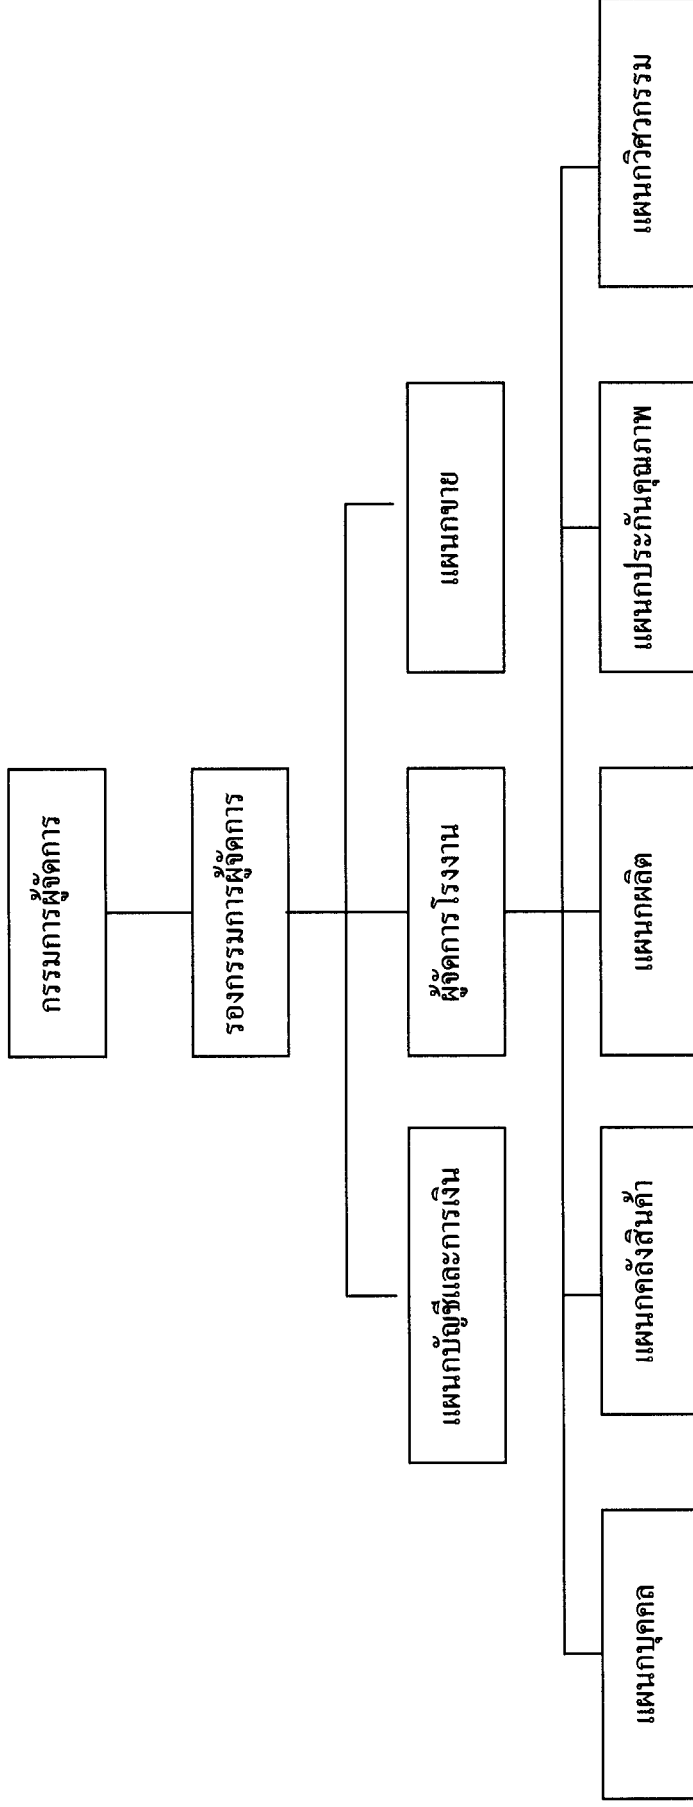 กรรมการผู้จัดการ
รองกรรมการผู้จัดการ
แผนกบัญชีและการเงิน
ผู้จัดการโรงงาน
แผนกขาย
แผนกบุคคล
แผนกคลังสินค้า
แผนกผลิต
แผนกประกันคุณภาพ
แผนกวิศวกรรม